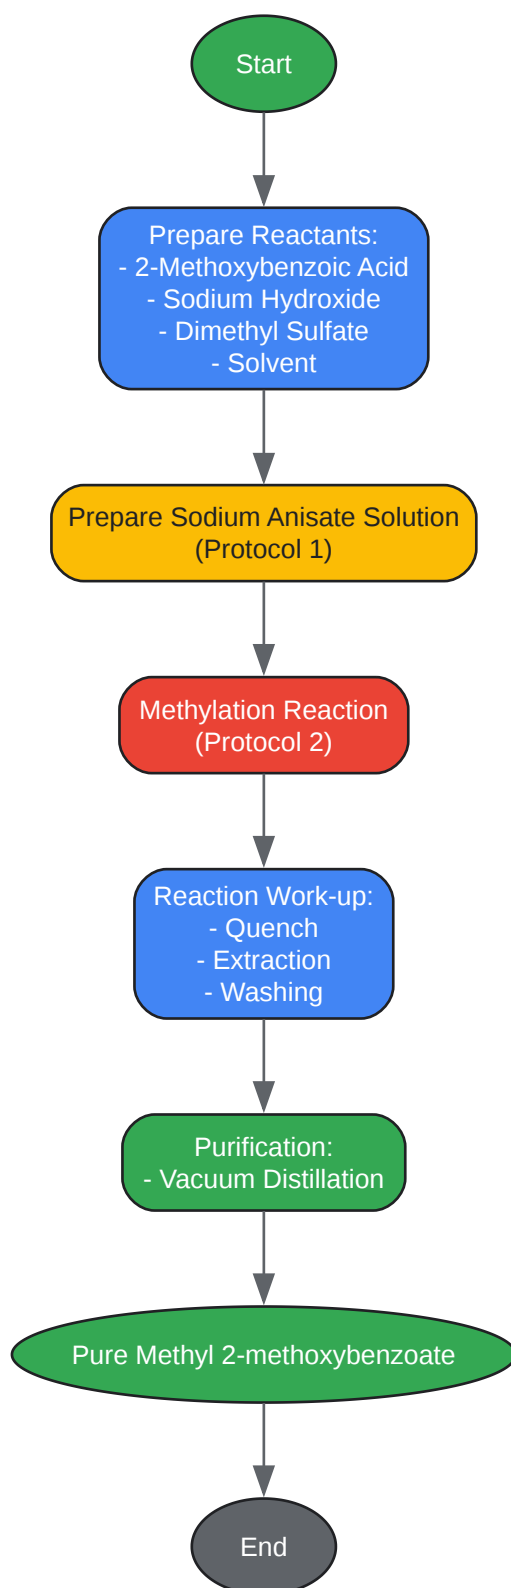 Start
Prepare Reactants:
- 2-Methoxybenzoic Acid
- Sodium Hydroxide
- Dimethyl Sulfate
- Solvent
Prepare Sodium Anisate Solution
(Protocol 1)
Methylation Reaction
(Protocol 2)
Reaction Work-up:
- Quench
- Extraction
- Washing
Purification:
- Vacuum Distillation
Pure Methyl 2-methoxybenzoate
End